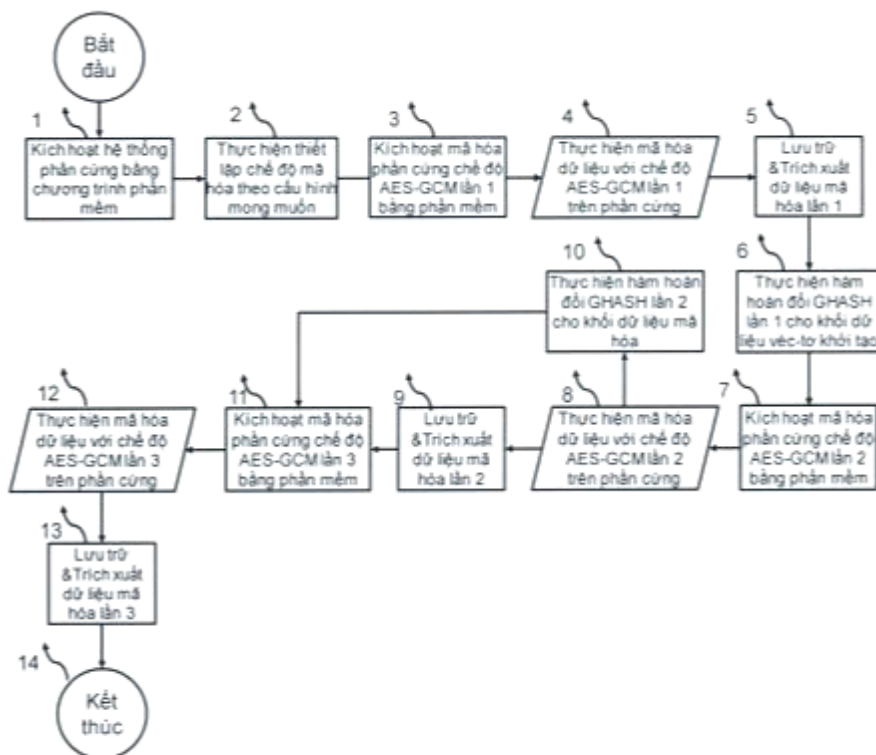 Bắt
đầu
1
Kích hoạt hệ thống
phần cứng bằng
chương trình phần
mềm
2
Thực hiện thiết
lập chế độ mã
hóa theo cấu hình
mong muốn
3
Kích hoạt mã hóa
phần cứng chế độ
AES-GCM lần 1
bằng phần mềm
4
Thực hiện mã hóa
dữ liệu với chế độ
AES-GCM lần 1
trên phần cứng
5
Lưu trữ
&Trích xuất
dữ liệu mã
hóa lần 1
6
Thực hiện hàm
hoán đổi GHASH
lần 1 cho khối dữ
liệu véc-tơ khởi tạo
7
Kích hoạt mã hóa
phần cứng chế độ
AES-GCM lần 2
bằng phần mềm
8
Thực hiện mã hóa
dữ liệu với chế độ
AES-GCM lần 2
trên phần cứng
9
Lưu trữ
&Trích xuất
dữ liệu mã
hóa lần 2
10
Thực hiện hàm hoán
đổi GHASH lần 2
cho khối dữ liệu mã
hóa
11
Kích hoạt mã hóa
phần cứng chế độ
AES-GCM lần 3
bằng phần mềm
12
Thực hiện mã hóa
dữ liệu với chế độ
AES-GCM lần 3
trên phần cứng
13
Lưu trữ
&Trích xuất
dữ liệu mã
hóa lần 3
14
Kết
thúc